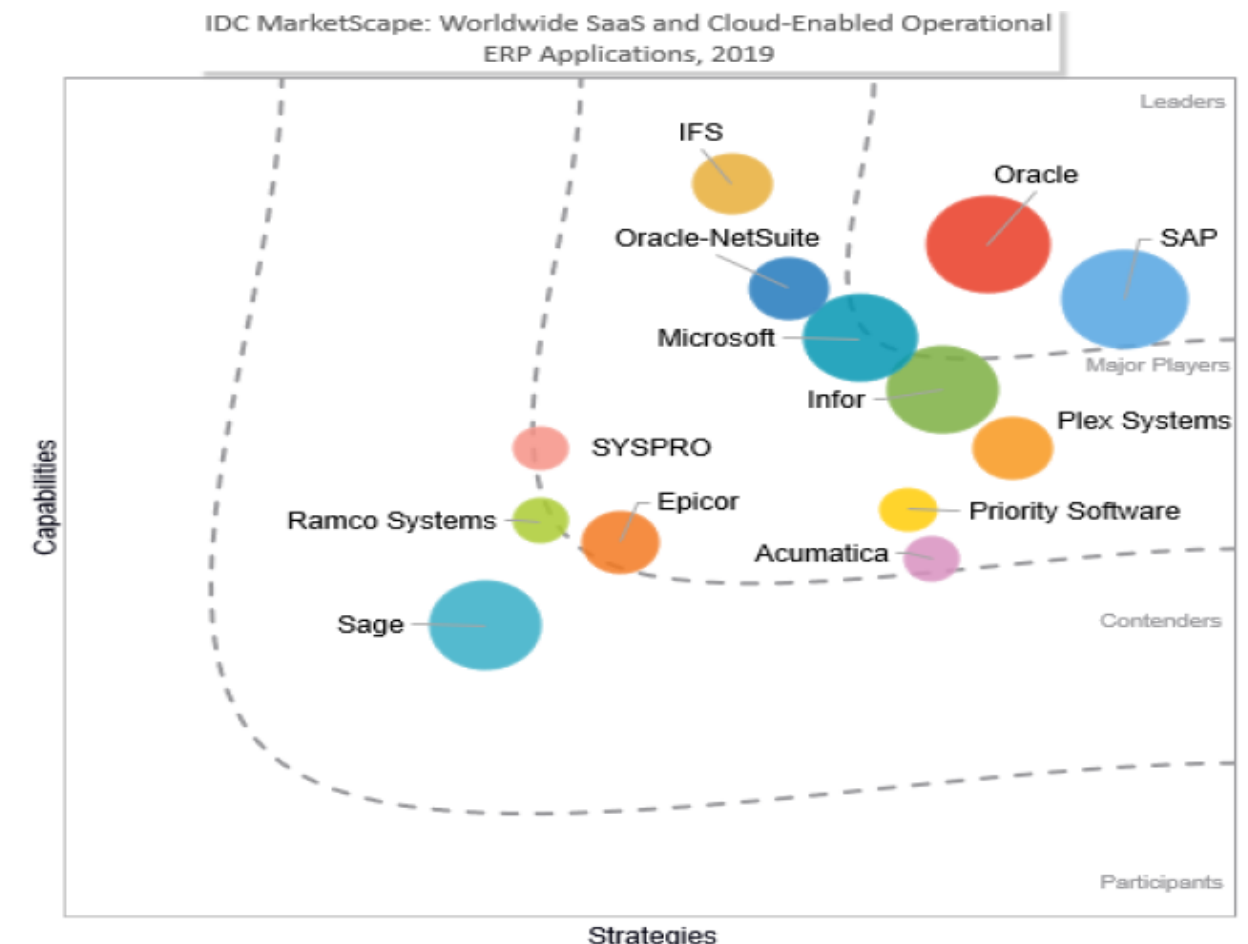 IDC MarketScape: Worldwide SaaS and Cloud-Enabled Operational
ERP Applications, 2019
Leaders
IFS
Oracle
Oracle-NetSuite
SAP
Microsoft
Major Players
Infor
Plex Systems
SYSPRO
Capabilities
Epicor
Ramco Systems
Priority Software
Acumatica
Sage
Contenders
Participants
Strategies